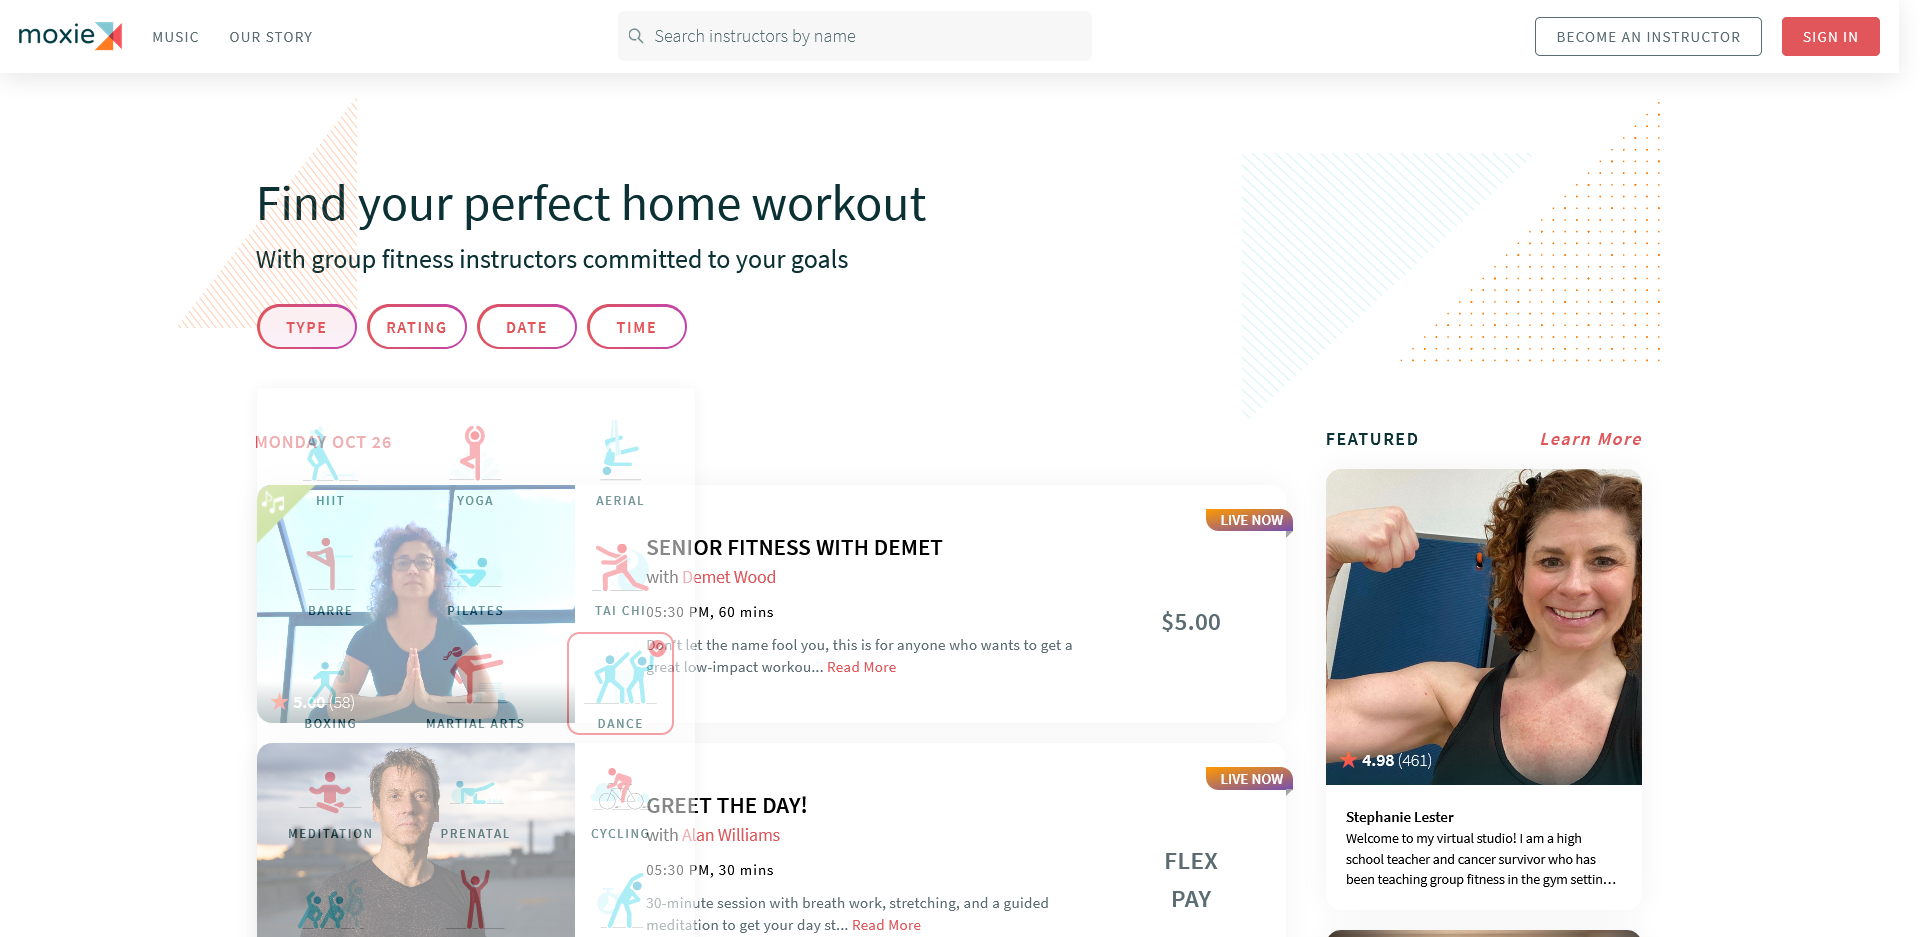 moxie
MUSIC
OUR STORY
Search instructors by name
BECOME AN INSTRUCTOR
SIGN IN
Find your perfect home workout
With group fitness instructors committed to your goals
TYPE
RATING
DATE
TIME
MONDAY OCT 26
HIIT
YOGA
AERIAL
BARRE
PILATES
TAI CHI
BOXING
MARTIAL ARTS
DANCE
MEDITATION
PRENATAL
CYCLING
5.00 (58)
LIVE NOW
SENIOR FITNESS WITH DEMET
with Demet Wood
05:30 PM, 60 mins
Don't let the name fool you, this is for anyone who wants to get a
great low-impact workou... Read More
$5.00
LIVE NOW
GREET THE DAY!
with Alan Williams
05:30 PM, 30 mins
30-minute session with breath work, stretching, and a guided
meditation to get your day st... Read More
FLEX
PAY
FEATURED
Learn More
4.98 (461)
Stephanie Lester
Welcome to my virtual studio! I am a high
school teacher and cancer survivor who has
been teaching group fitness in the gym settin...